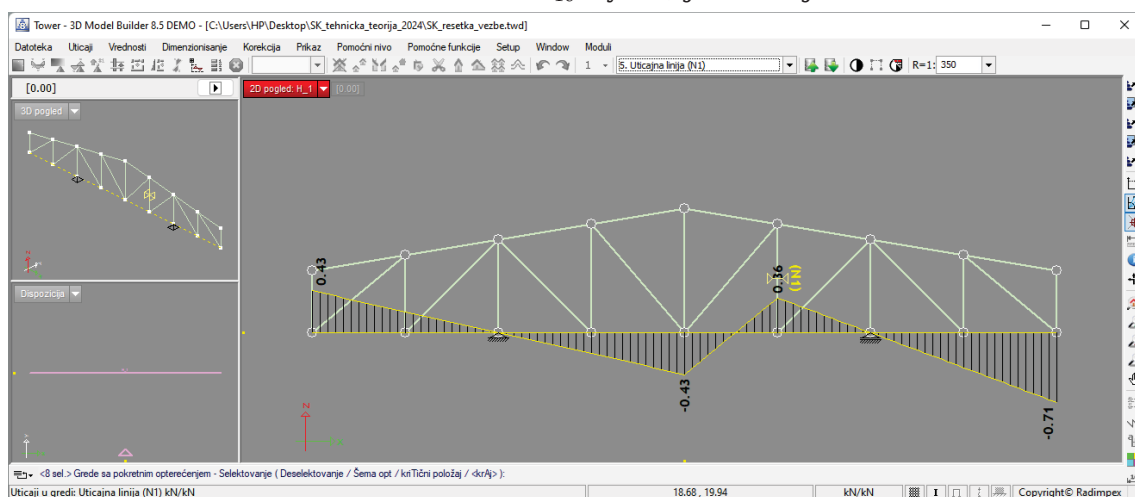 Tower - 3D Model Builder 8.5 DEMO - [C:\Users\HP\Desktop\SK_tehnicka_teorija_2024\SK_resetka_vezbe.twd]
Datoteka Uticaji Vrednosti Dimenzionisanje Korekcija Prikaz Pomoćni nivo Pomoćne funkcije Setup Window Moduli
1 5. Uticajna linija (N1) R=1: 350
[0.00]
2D pogled: H_1 [0.00]
3D pogled
Dispozicija
0.43
0.36
(N1)
-0.43
-0.71
<8 sel.> Grede sa pokretnim opterećenjem - Selektovanje ( Deselektovanje / Šema opt / kriTični položaj / <krAj> ):
Uticaji u gredi: Uticajna linija (N1) kN/kN
18.68 , 19.94
kN/kN
Copyright© Radimpex